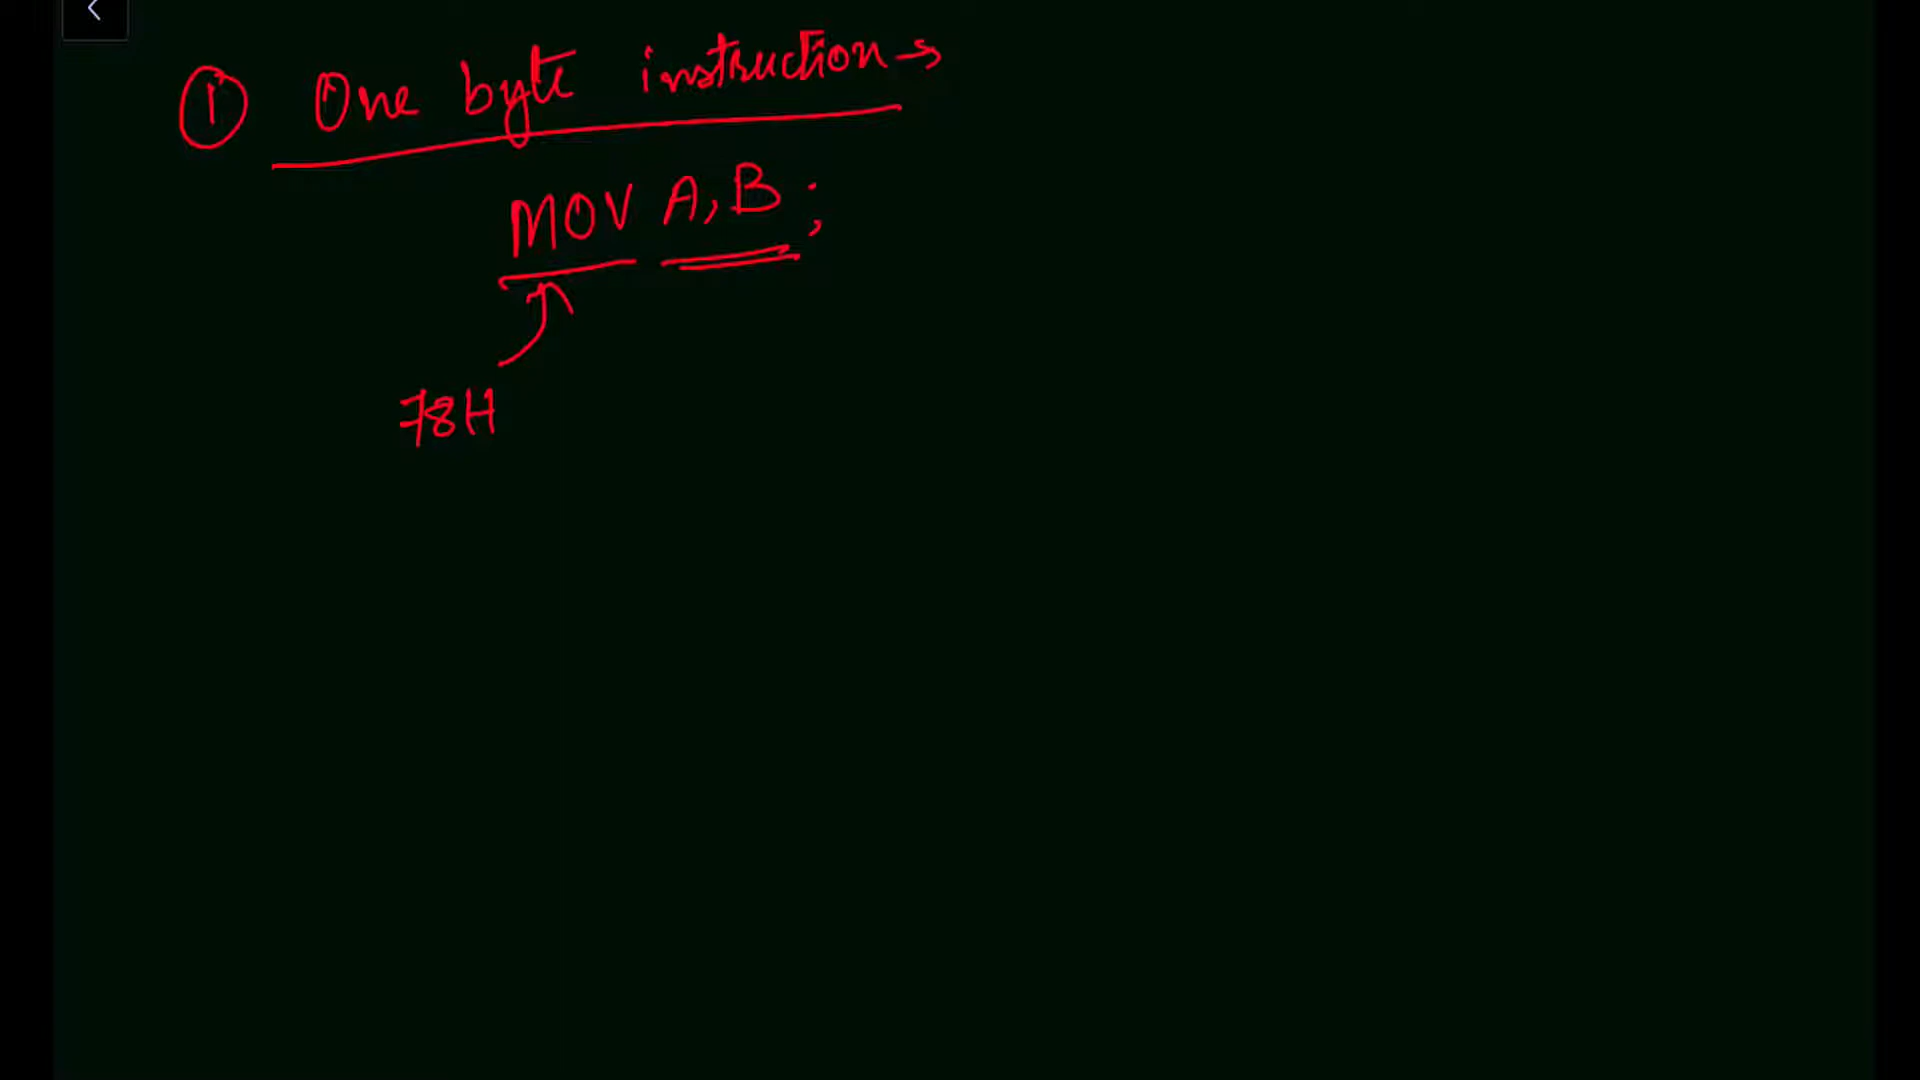 ① One byte instruction →
MOV A, B ;
78H